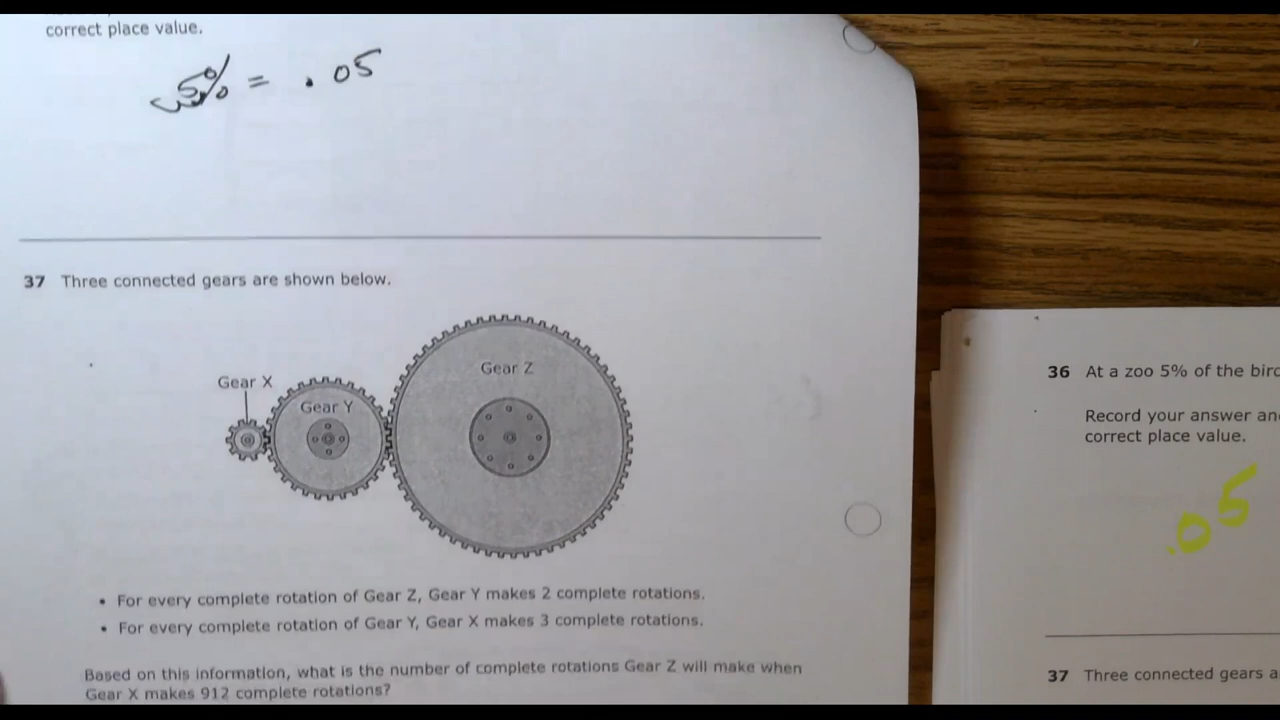 correct place value.
5% = .05
37 Three connected gears are shown below.
Gear Z
Gear X
Gear Y
• For every complete rotation of Gear Z, Gear Y makes 2 complete rotations.
• For every complete rotation of Gear Y, Gear X makes 3 complete rotations.
Based on this information, what is the number of complete rotations Gear Z will make when
Gear X makes 912 complete rotations?
36 At a zoo 5% of the
Record your answer
correct place value.
.05
37 Three connected gears